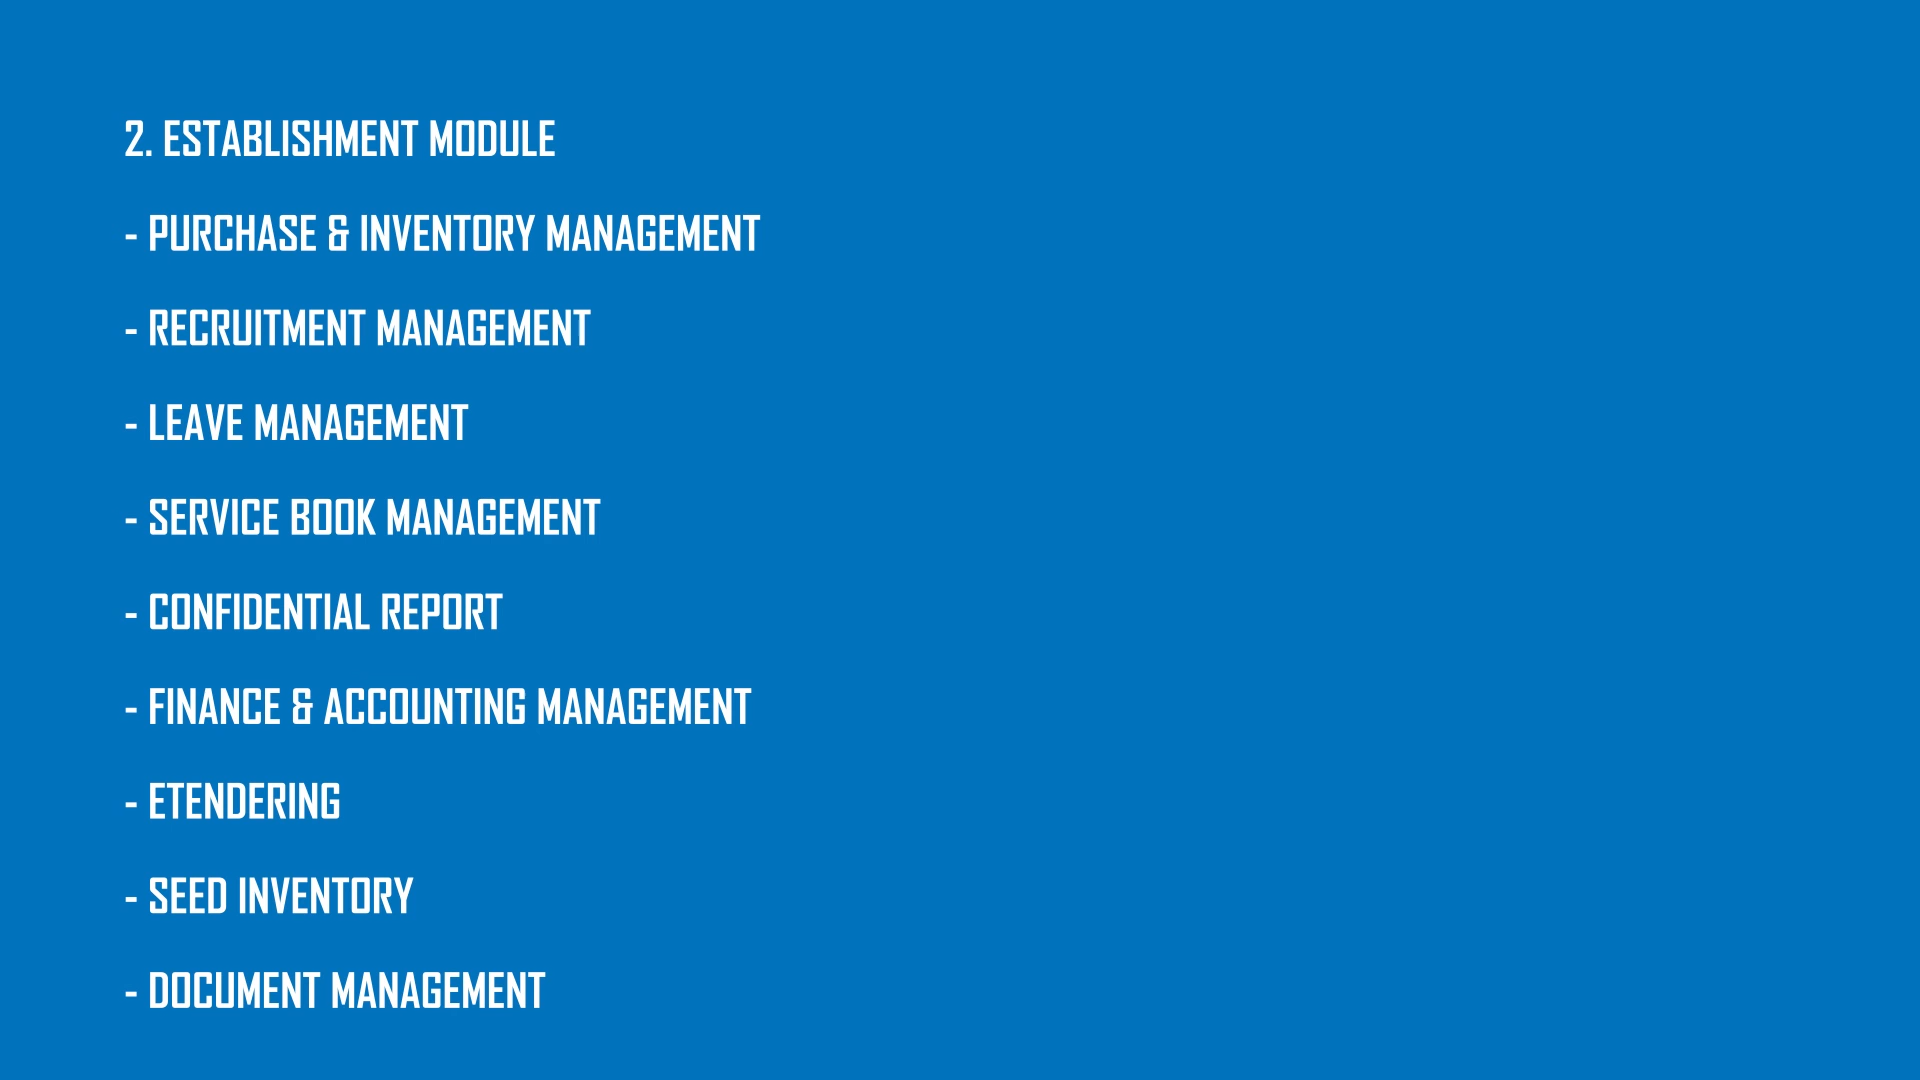 2. ESTABLISHMENT MODULE
- PURCHASE & INVENTORY MANAGEMENT
- RECRUITMENT MANAGEMENT
- LEAVE MANAGEMENT
- SERVICE BOOK MANAGEMENT
- CONFIDENTIAL REPORT
- FINANCE & ACCOUNTING MANAGEMENT
- ETENDERING
- SEED INVENTORY
- DOCUMENT MANAGEMENT